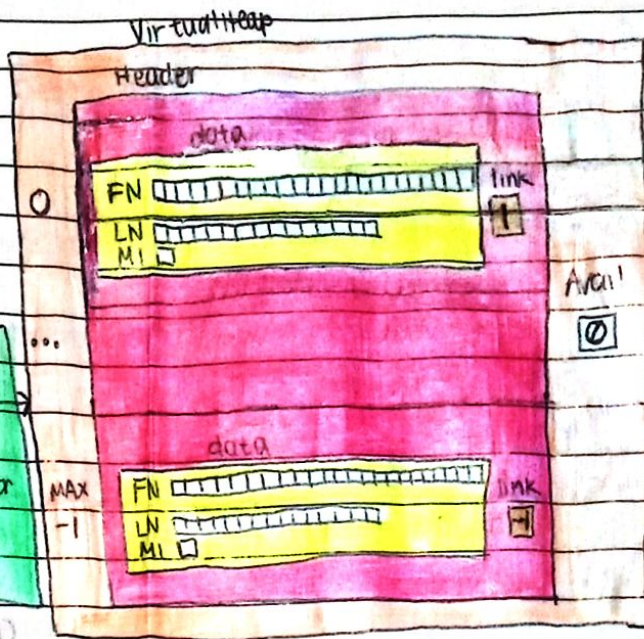 VirtualHeap
Header
data
0
FN
link
1
LN
MI
Avail
0
...
data
or
MAX
-1
FN
link
-1
LN
MI